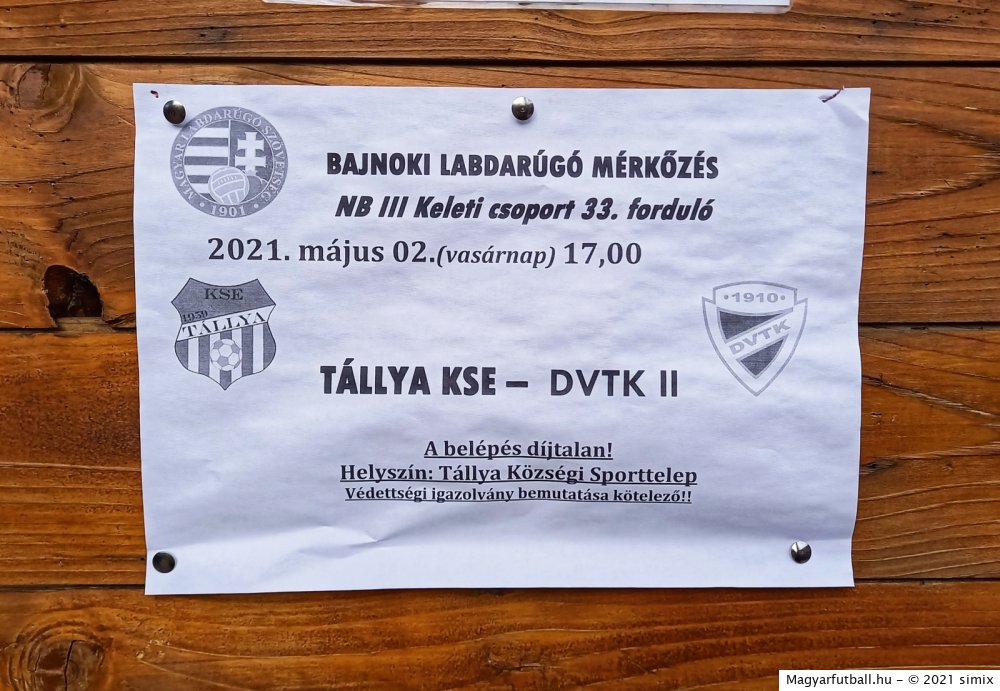 MAGYAR LABDARÚGÓ SZÖVETSÉG
1901
BAJNOKI LABDARÚGÓ MÉRKŐZÉS
NB III Keleti csoport 33. forduló
2021. május 02.(vasárnap) 17,00
KSE
1959
TÁLLYA
1910
DVTK
TÁLLYA KSE – DVTK II
A belépés díjtalan!
Helyszín: Tállya Községi Sporttelep
Védettségi igazolvány bemutatása kötelező!!
Magyarfutball.hu – © 2021 simix